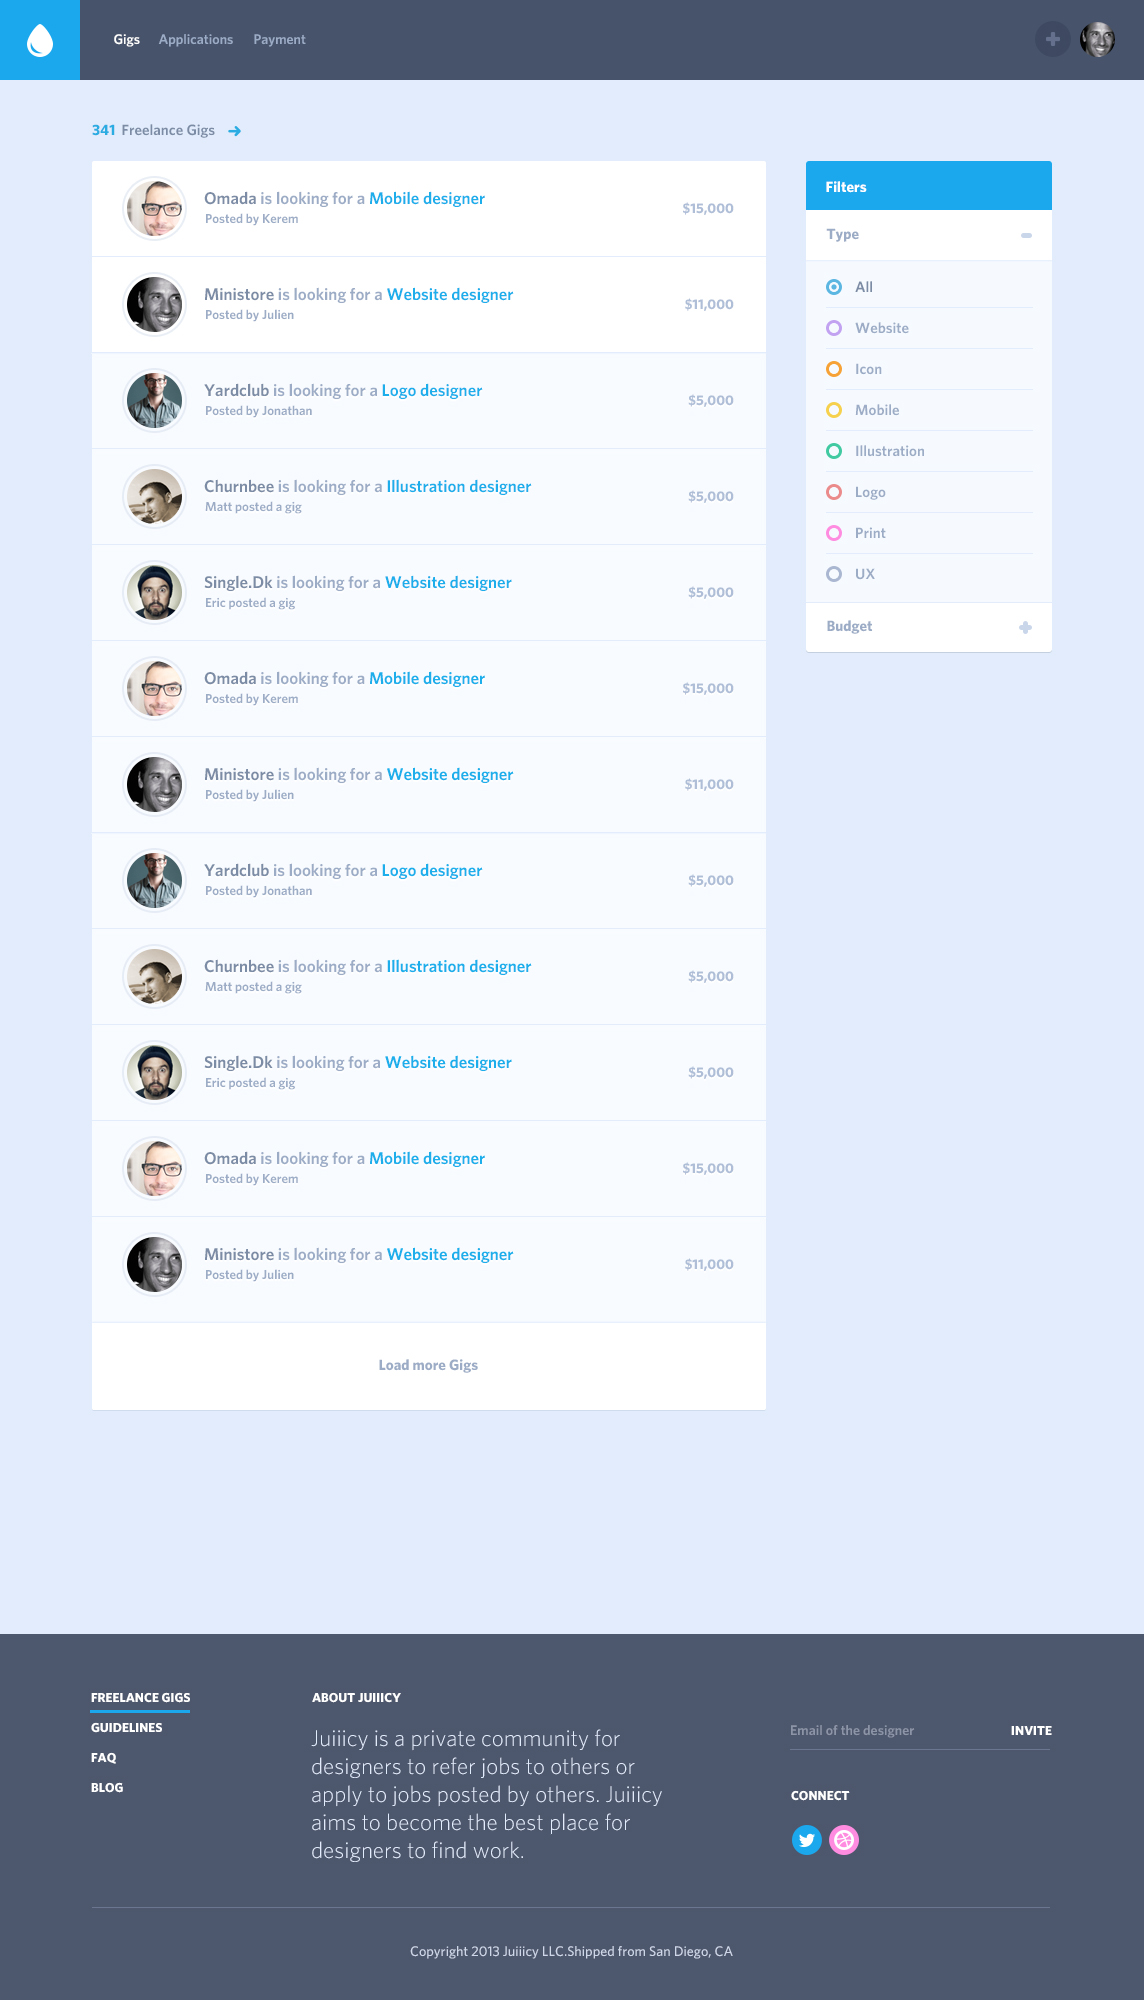 Gigs Applications Payment
341 Freelance Gigs
Omada is looking for a Mobile designer
Posted by Kerem
$15,000
Ministore is looking for a Website designer
Posted by Julien
$11,000
Yardclub is looking for a Logo designer
Posted by Jonathan
$5,000
Churnbee is looking for a Illustration designer
Matt posted a gig
$5,000
Single.Dk is looking for a Website designer
Eric posted a gig
$5,000
Omada is looking for a Mobile designer
Posted by Kerem
$15,000
Ministore is looking for a Website designer
Posted by Julien
$11,000
Yardclub is looking for a Logo designer
Posted by Jonathan
$5,000
Churnbee is looking for a Illustration designer
Matt posted a gig
$5,000
Single.Dk is looking for a Website designer
Eric posted a gig
$5,000
Omada is looking for a Mobile designer
Posted by Kerem
$15,000
Ministore is looking for a Website designer
Posted by Julien
$11,000
Load more Gigs
Filters
Type
All
Website
Icon
Mobile
Illustration
Logo
Print
UX
Budget
FREELANCE GIGS
GUIDELINES
FAQ
BLOG
ABOUT JUIIICY
Juiiicy is a private community for
designers to refer jobs to others or
apply to jobs posted by others. Juiiicy
aims to become the best place for
designers to find work.
Email of the designer INVITE
CONNECT
Copyright 2013 Juiiicy LLC.Shipped from San Diego, CA